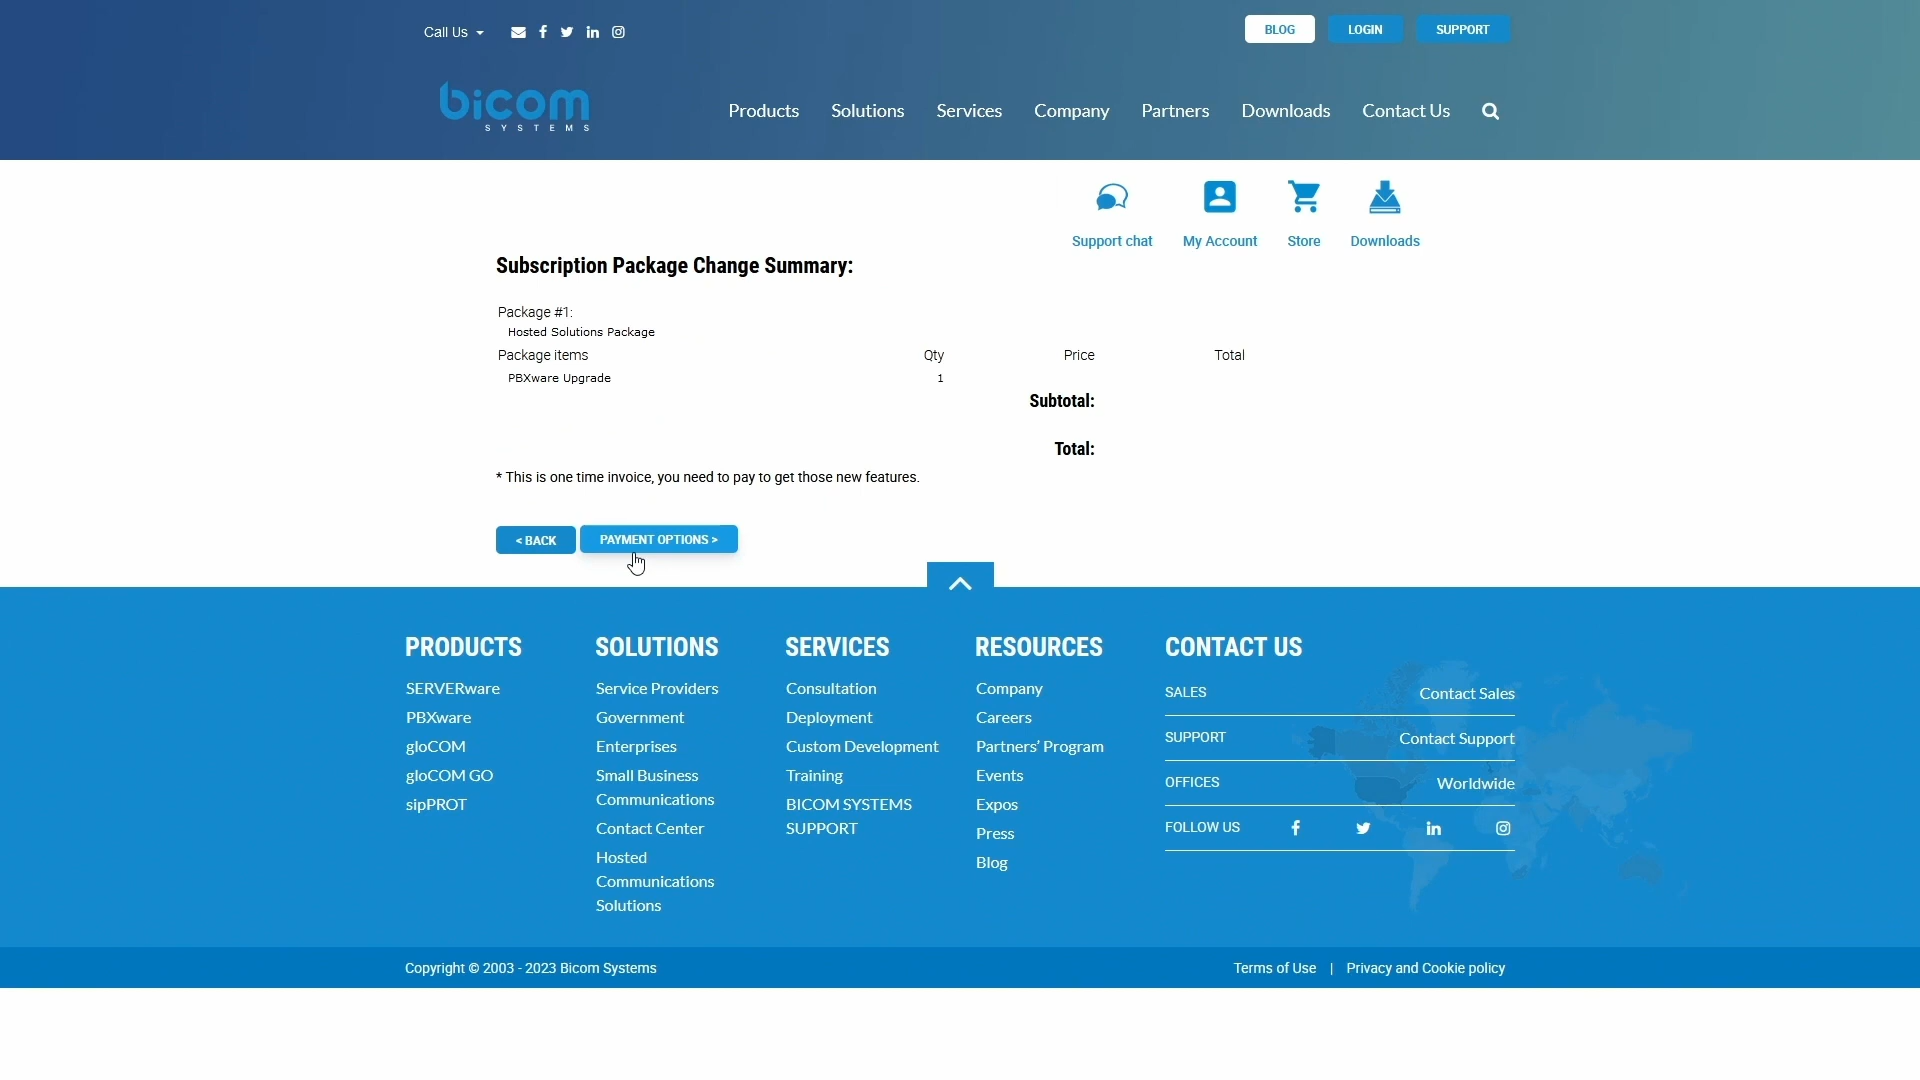 Call Us
BLOG
LOGIN
SUPPORT
bicom
SYSTEMS
Products
Solutions
Services
Company
Partners
Downloads
Contact Us
Support chat
My Account
Store
Downloads
Subscription Package Change Summary:
Package #1:
Hosted Solutions Package
Package items Qty Price Total
PBXware Upgrade 1
Subtotal:
Total:
* This is one time invoice, you need to pay to get those new features.
< BACK
PAYMENT OPTIONS >
PRODUCTS
SERVERware
PBXware
gloCOM
gloCOM GO
sipPROT
SOLUTIONS
Service Providers
Government
Enterprises
Small Business
Communications
Contact Center
Hosted
Communications
Solutions
SERVICES
Consultation
Deployment
Custom Development
Training
BICOM SYSTEMS
SUPPORT
RESOURCES
Company
Careers
Partners’ Program
Events
Expos
Press
Blog
CONTACT US
SALES Contact Sales
SUPPORT Contact Support
OFFICES Worldwide
FOLLOW US
Copyright © 2003 - 2023 Bicom Systems
Terms of Use | Privacy and Cookie policy